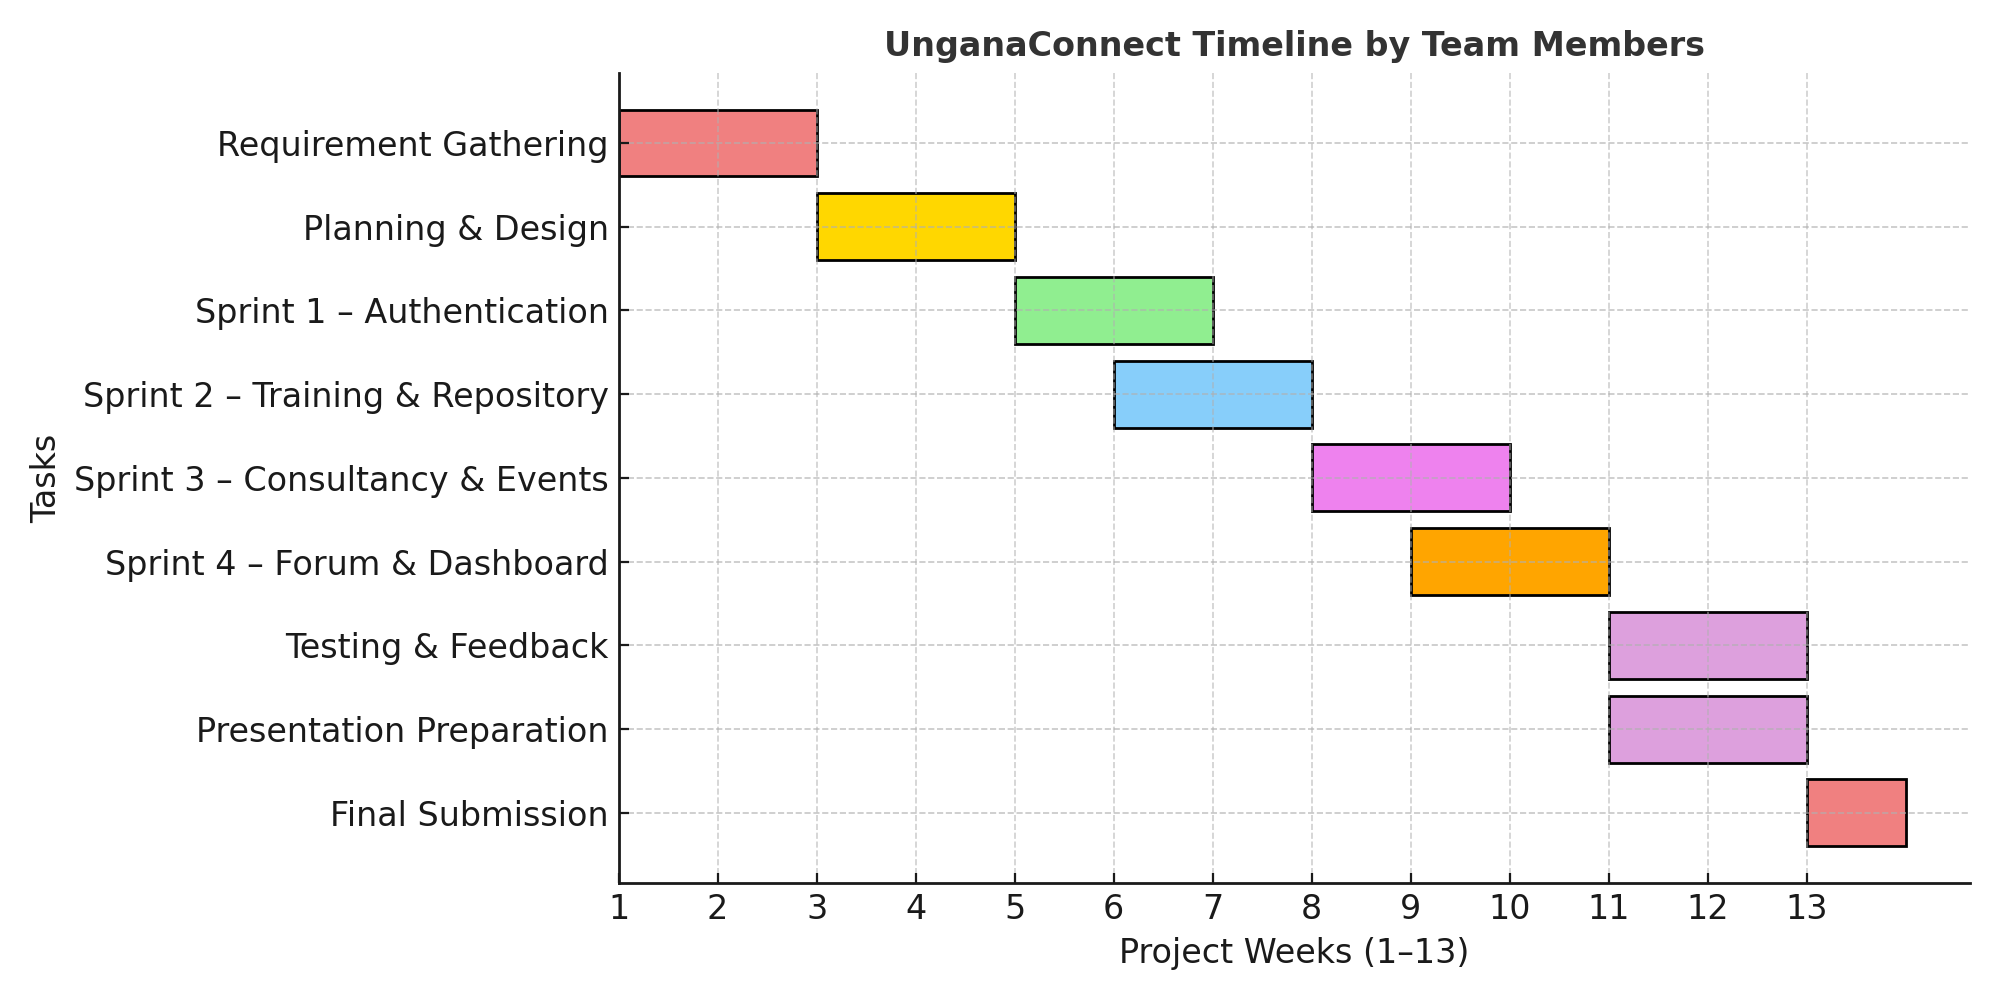 UnganaConnect Timeline by Team Members
Requirement Gathering
Planning & Design
Sprint 1 – Authentication
Sprint 2 – Training & Repository
Sprint 3 – Consultancy & Events
Sprint 4 – Forum & Dashboard
Testing & Feedback
Presentation Preparation
Final Submission
Tasks
1 2 3 4 5 6 7 8 9 10 11 12 13
Project Weeks (1–13)